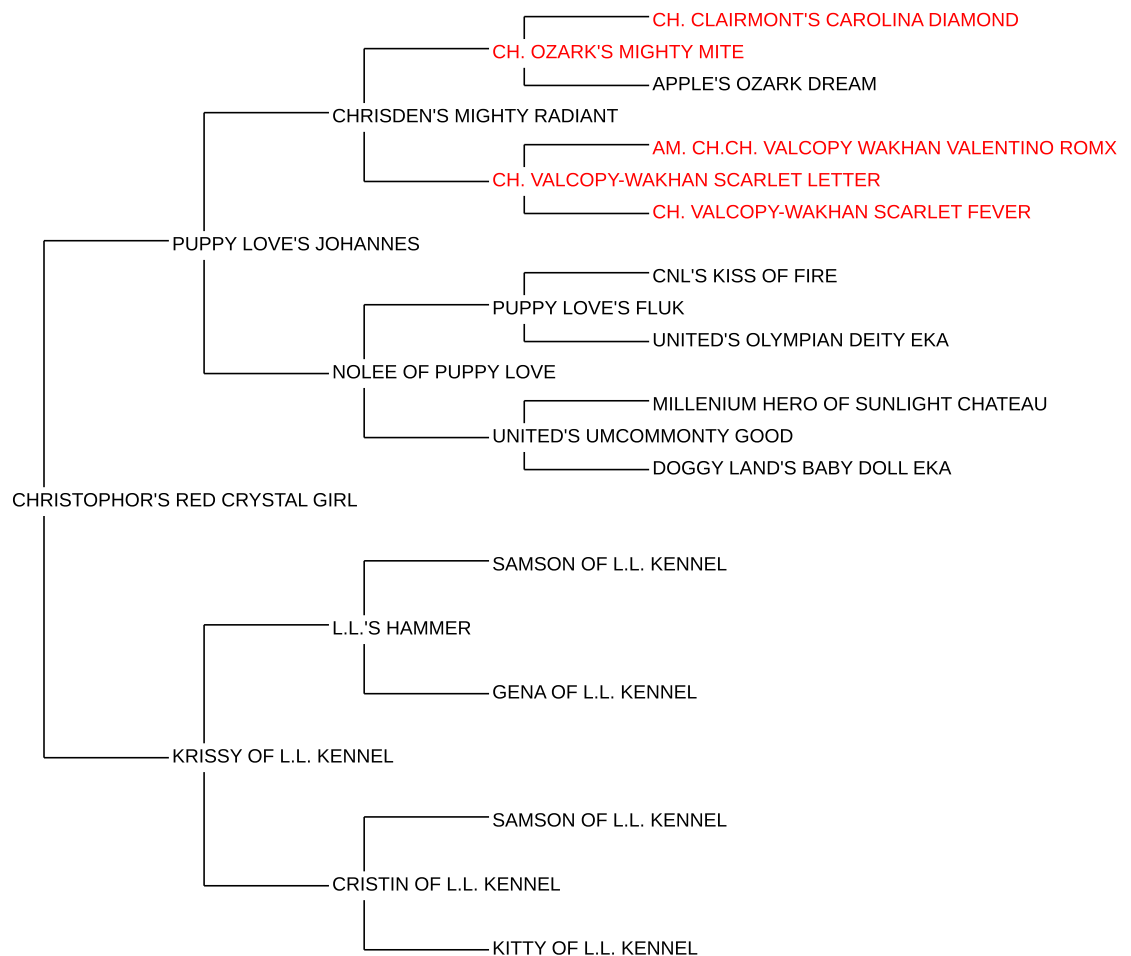 CH. CLAIRMONT'S CAROLINA DIAMOND
CH. OZARK'S MIGHTY MITE
APPLE'S OZARK DREAM
CHRISDEN'S MIGHTY RADIANT
AM. CH.CH. VALCOPY WAKHAN VALENTINO ROMX
CH. VALCOPY-WAKHAN SCARLET LETTER
CH. VALCOPY-WAKHAN SCARLET FEVER
PUPPY LOVE'S JOHANNES
CNL'S KISS OF FIRE
PUPPY LOVE'S FLUK
UNITED'S OLYMPIAN DEITY EKA
NOLEE OF PUPPY LOVE
MILLENIUM HERO OF SUNLIGHT CHATEAU
UNITED'S UMCOMMONTY GOOD
DOGGY LAND'S BABY DOLL EKA
CHRISTOPHOR'S RED CRYSTAL GIRL
SAMSON OF L.L. KENNEL
L.L.'S HAMMER
GENA OF L.L. KENNEL
KRISSY OF L.L. KENNEL
SAMSON OF L.L. KENNEL
CRISTIN OF L.L. KENNEL
KITTY OF L.L. KENNEL